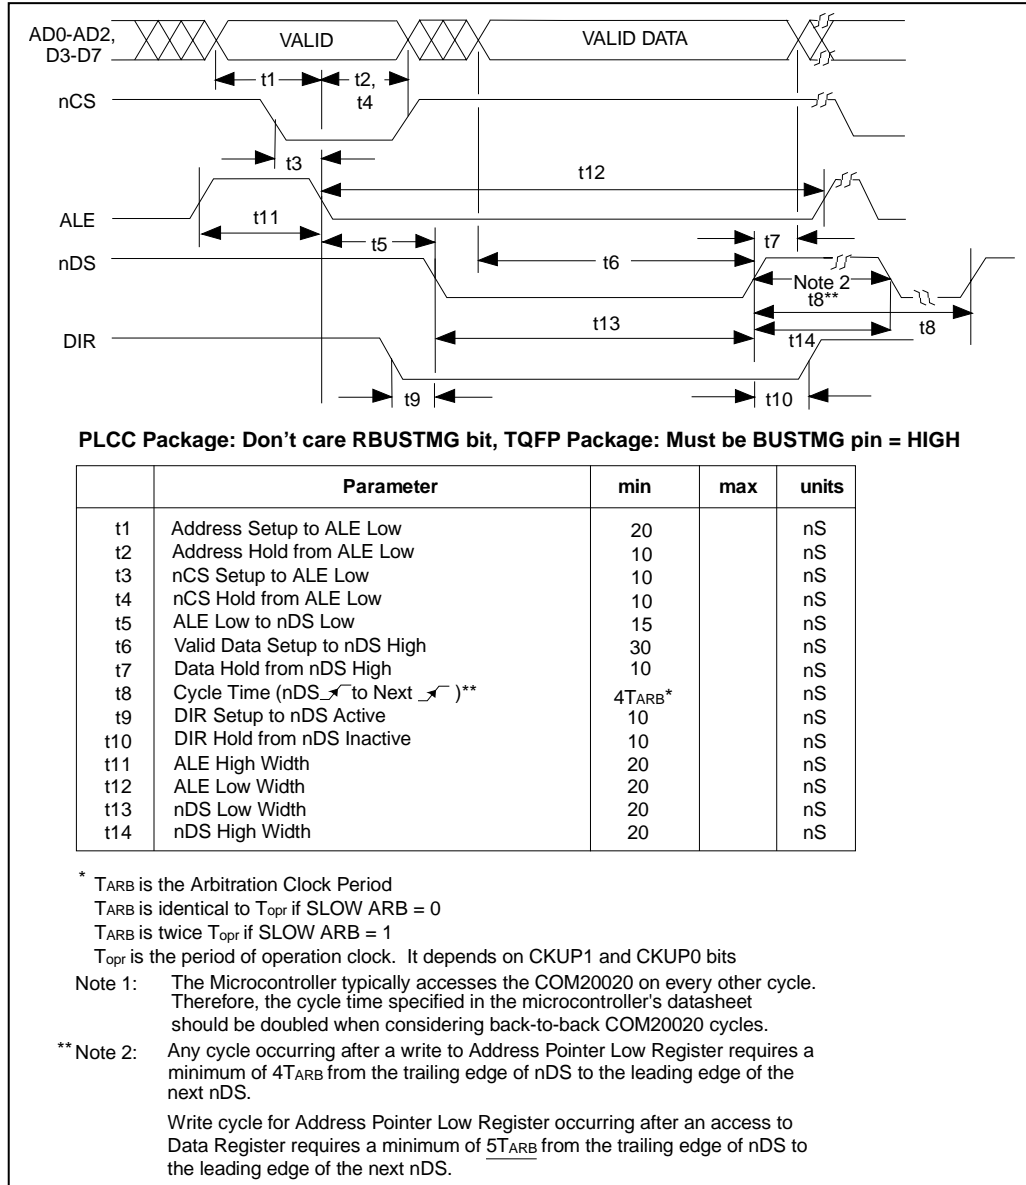 AD0-AD2,
D3-D7
VALID
VALID DATA
t1
t2,
t4
nCS
t3
t12
ALE
t11
t5
t7
nDS
t6
Note 2
t8**
t13
t8
t14
DIR
t9
t10
PLCC Package: Don't care RBUSTMG bit, TQFP Package: Must be BUSTMG pin = HIGH
Parameter min max units
t1 Address Setup to ALE Low 20 nS
t2 Address Hold from ALE Low 10 nS
t3 nCS Setup to ALE Low 10 nS
t4 nCS Hold from ALE Low 10 nS
t5 ALE Low to nDS Low 15 nS
t6 Valid Data Setup to nDS High 30 nS
t7 Data Hold from nDS High 10 nS
t8 Cycle Time (nDS to Next )** 4TARB* nS
t9 DIR Setup to nDS Active 10 nS
t10 DIR Hold from nDS Inactive 10 nS
t11 ALE High Width 20 nS
t12 ALE Low Width 20 nS
t13 nDS Low Width 20 nS
t14 nDS High Width 20 nS
* TARB is the Arbitration Clock Period
TARB is identical to Topr if SLOW ARB = 0
TARB is twice Topr if SLOW ARB = 1
Topr is the period of operation clock. It depends on CKUP1 and CKUP0 bits
Note 1: The Microcontroller typically accesses the COM20020 on every other cycle.
Therefore, the cycle time specified in the microcontroller's datasheet
should be doubled when considering back-to-back COM20020 cycles.
** Note 2: Any cycle occurring after a write to Address Pointer Low Register requires a
minimum of 4TARB from the trailing edge of nDS to the leading edge of the
next nDS.
Write cycle for Address Pointer Low Register occurring after an access to
Data Register requires a minimum of 5TARB from the trailing edge of nDS to
the leading edge of the next nDS.